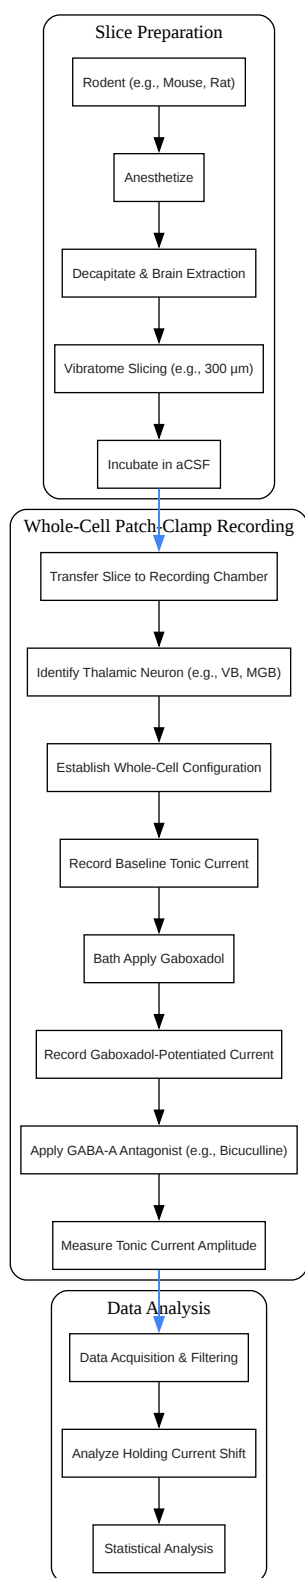 Slice Preparation
Rodent (e.g., Mouse, Rat)
Anesthetize
Decapitate & Brain Extraction
Vibratome Slicing (e.g., 300 µm)
Incubate in aCSF
Whole-Cell Patch-Clamp Recording
Transfer Slice to Recording Chamber
Identify Thalamic Neuron (e.g., VB, MGB)
Establish Whole-Cell Configuration
Record Baseline Tonic Current
Bath Apply Gaboxadol
Record Gaboxadol-Potentiated Current
Apply GABA-A Antagonist (e.g., Bicuculline)
Measure Tonic Current Amplitude
Data Analysis
Data Acquisition & Filtering
Analyze Holding Current Shift
Statistical Analysis